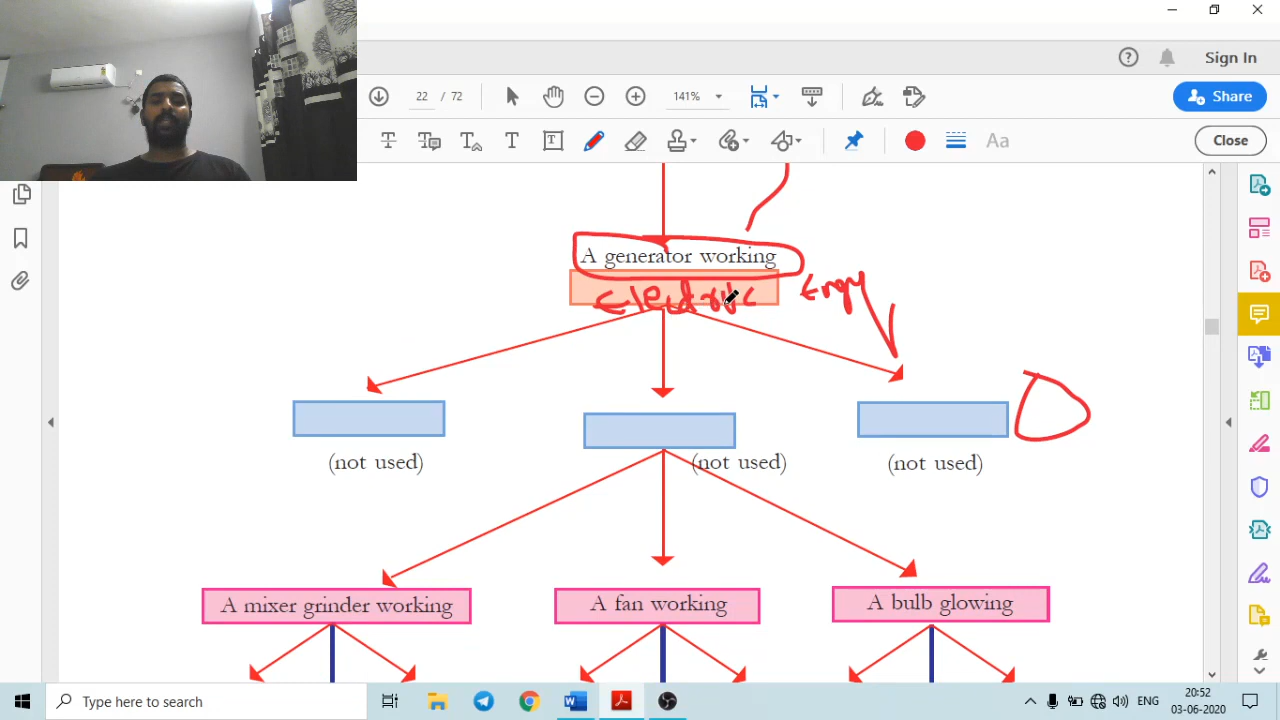 Sign In
22 / 72
141%
Share
T T T T T Aa
Close
A generator working
Electric
(not used)
(not used)
(not used)
A mixer grinder working
A fan working
A bulb glowing
Type here to search
ENG
20:52
03-06-2020